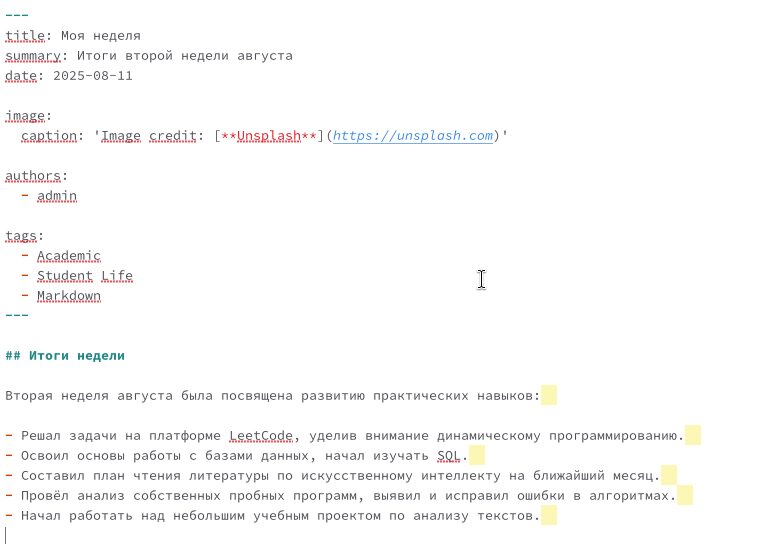 ---
title: Моя неделя
summary: Итоги второй недели августа
date: 2025-08-11
image:
caption: 'Image credit: [**Unsplash**](https://unsplash.com)'
authors:
- admin
tags:
- Academic
- Student Life
- Markdown
---
## Итоги недели
Вторая неделя августа была посвящена развитию практических навыков:
- Решал задачи на платформе LeetCode, уделив внимание динамическому программированию.
- Освоил основы работы с базами данных, начал изучать SQL.
- Составил план чтения литературы по искусственному интеллекту на ближайший месяц.
- Провёл анализ собственных пробных программ, выявил и исправил ошибки в алгоритмах.
- Начал работать над небольшим учебным проектом по анализу текстов.